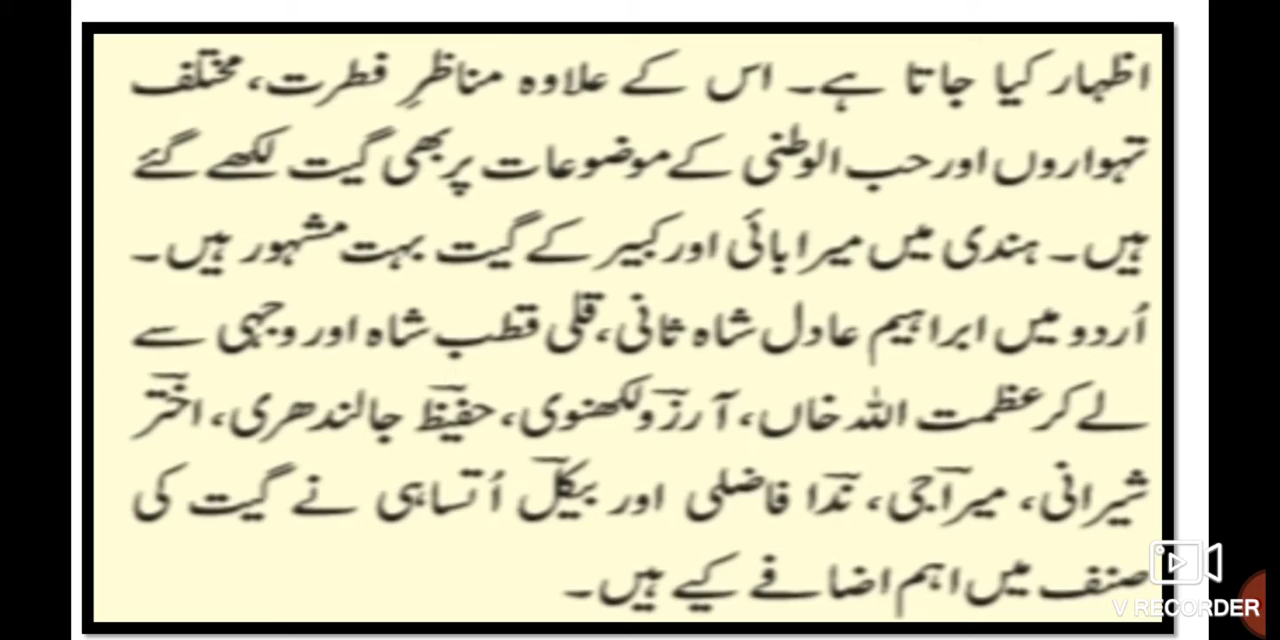 اظہار کیا جاتا ہے۔ اس کے علاوہ مناظرِ فطرت، مختلف
تہواروں اور حب الوطنی کے موضوعات پر بھی گیت لکھے گئے
ہیں۔ ہندی میں میرا بائی اور کبیر کے گیت بہت مشہور ہیں۔
اُردو میں ابراہیم عادل شاہ ثانی، قلی قطب شاہ اور وجہی سے
لے کر عظمت اللہ خاں، آرزؔو لکھنوی، حفیظؔ جالندھری، اخترؔ
شیرانی، میراؔجی، نداؔ فاضلی اور بیکلؔ اُتساہی نے گیت کی
صنف میں اہم اضافے کیے ہیں۔
V RECORDER